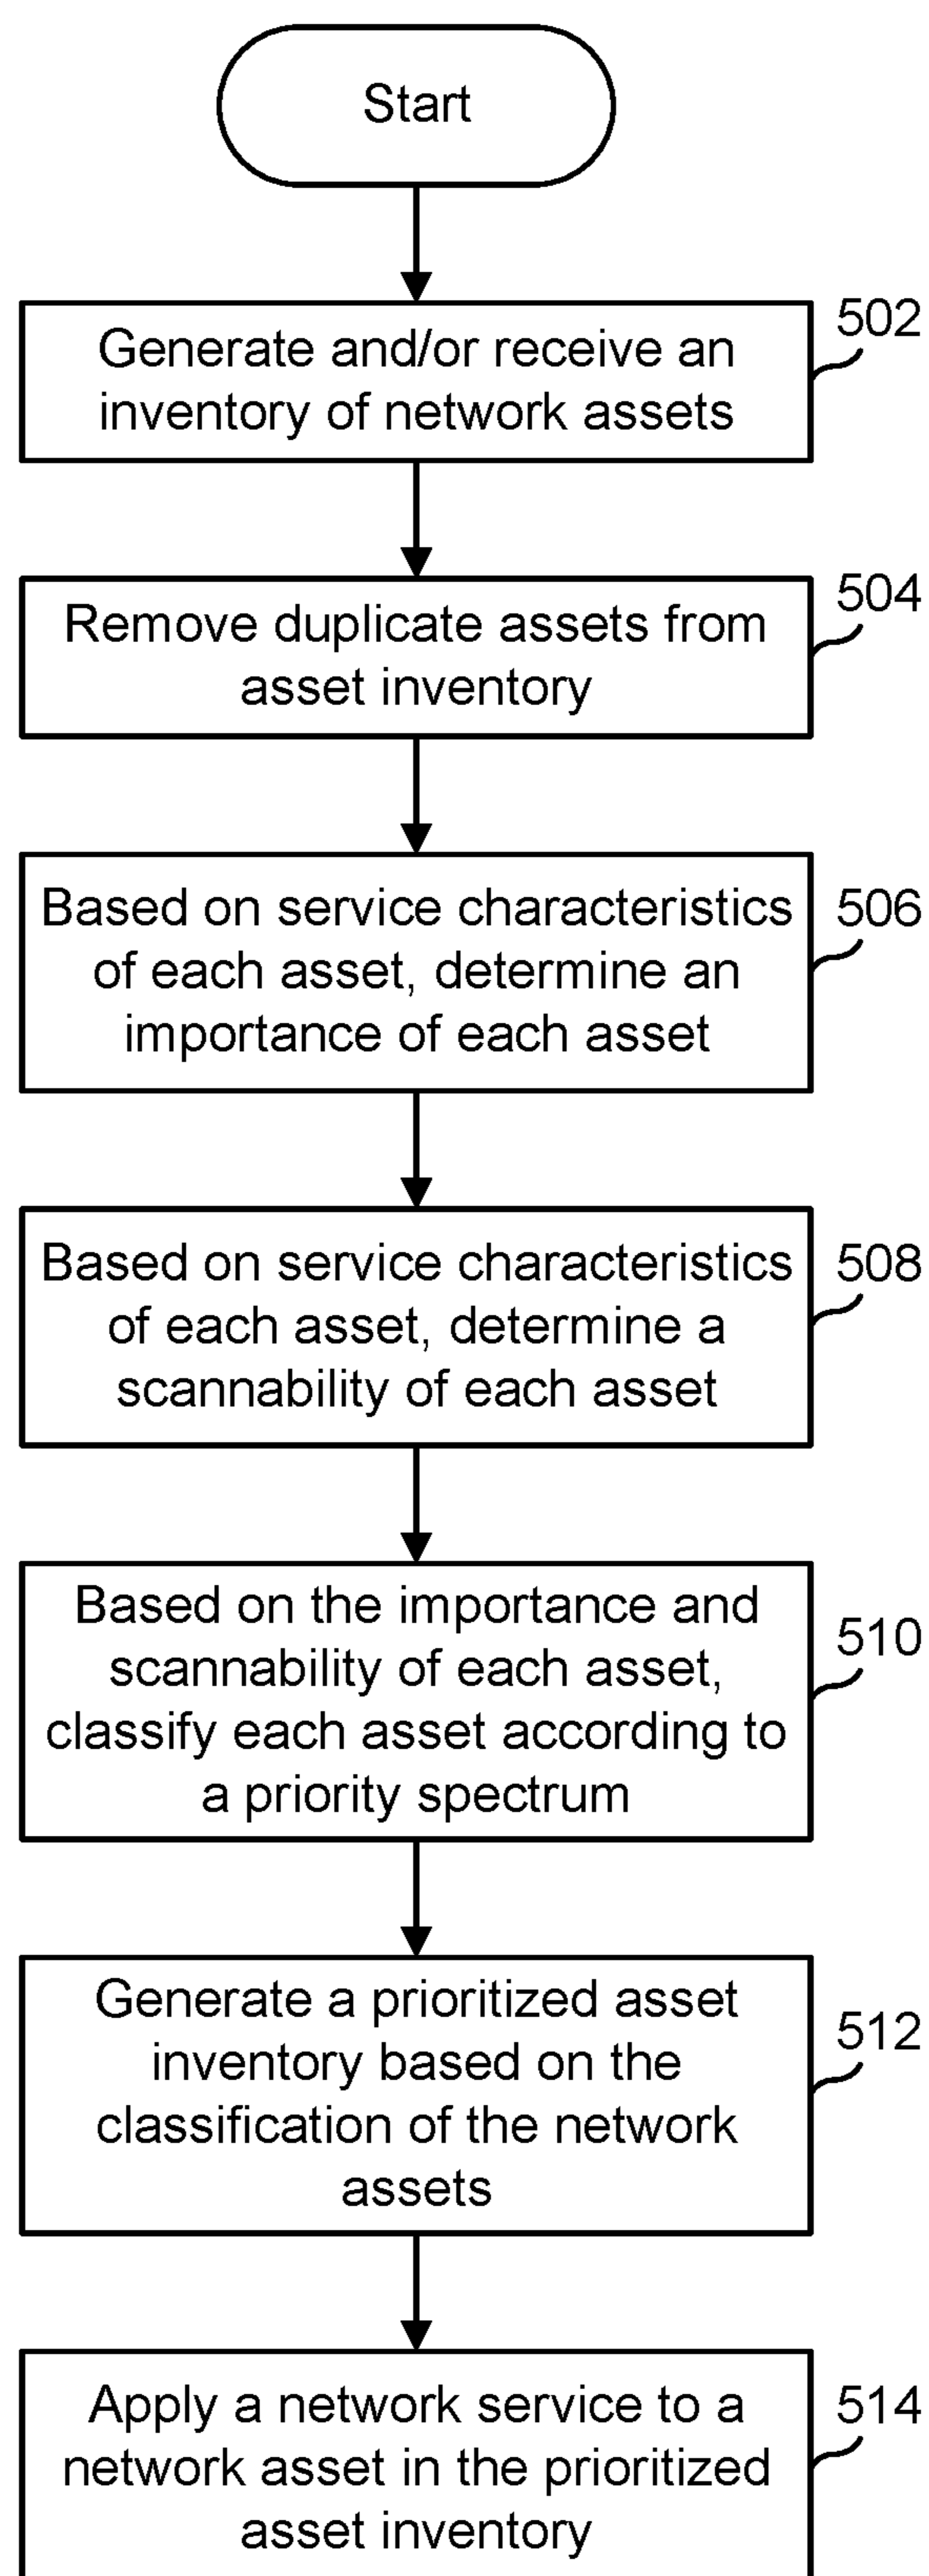 Start
502
Generate and/or receive an
inventory of network assets
504
Remove duplicate assets from
asset inventory
506
Based on service characteristics
of each asset, determine an
importance of each asset
508
Based on service characteristics
of each asset, determine a
scannability of each asset
510
Based on the importance and
scannability of each asset,
classify each asset according to
a priority spectrum
512
Generate a prioritized asset
inventory based on the
classification of the network
assets
514
Apply a network service to a
network asset in the prioritized
asset inventory